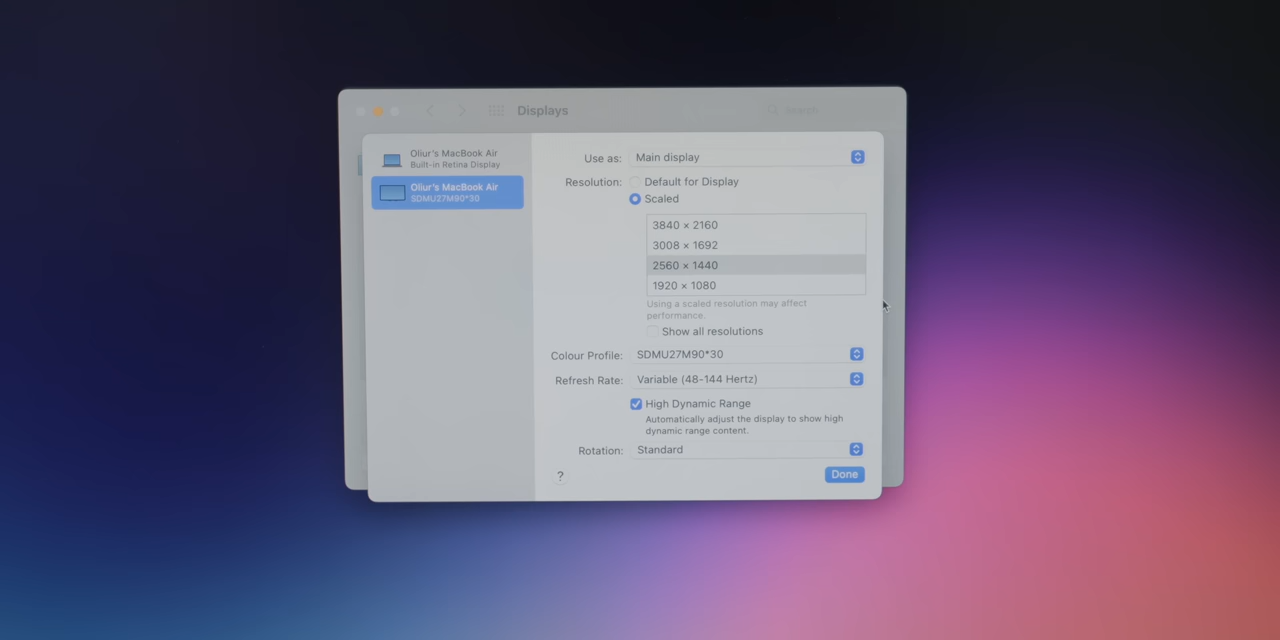 Displays
Search
Oliur's MacBook Air
Built-in Retina Display
Oliur's MacBook Air
SDMU27M90*30
Use as: Main display
Resolution: Default for Display
Scaled
3840 × 2160
3008 × 1692
2560 × 1440
1920 × 1080
Using a scaled resolution may affect
performance.
Show all resolutions
Colour Profile: SDMU27M90*30
Refresh Rate: Variable (48-144 Hertz)
High Dynamic Range
Automatically adjust the display to show high
dynamic range content.
Rotation: Standard
?
Done